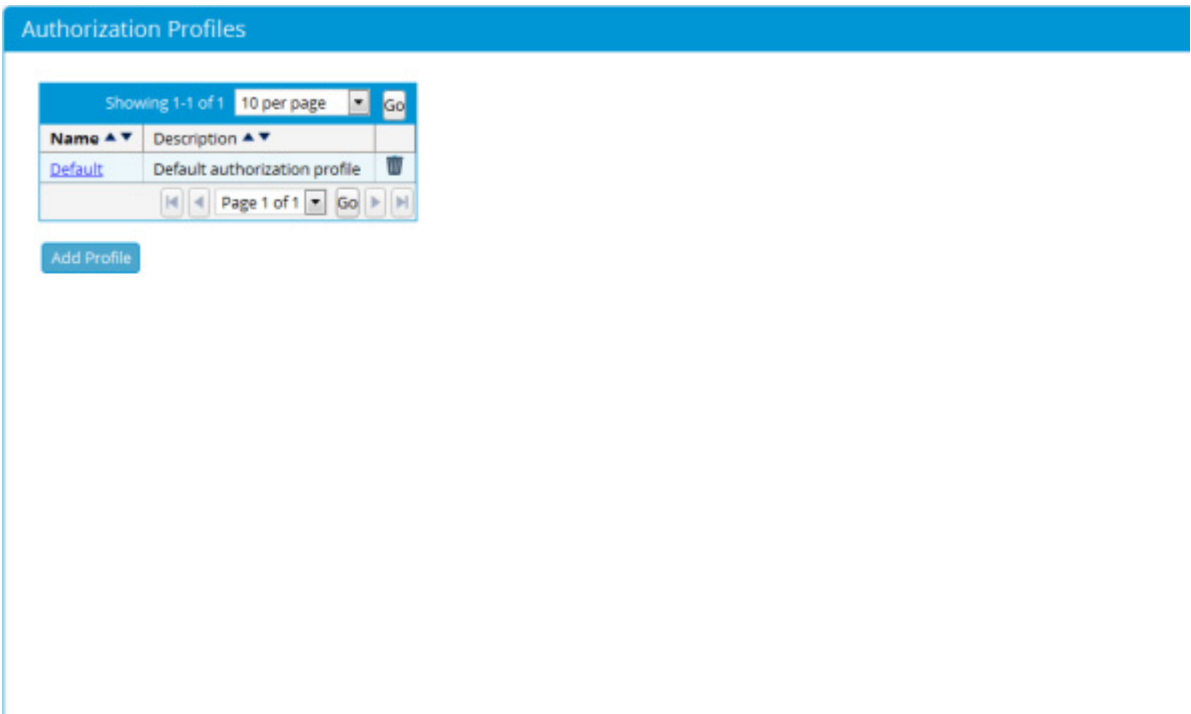 Authorization Profiles
Showing 1-1 of 1 10 per page Go
Name Description
Default Default authorization profile
Page 1 of 1 Go
Add Profile